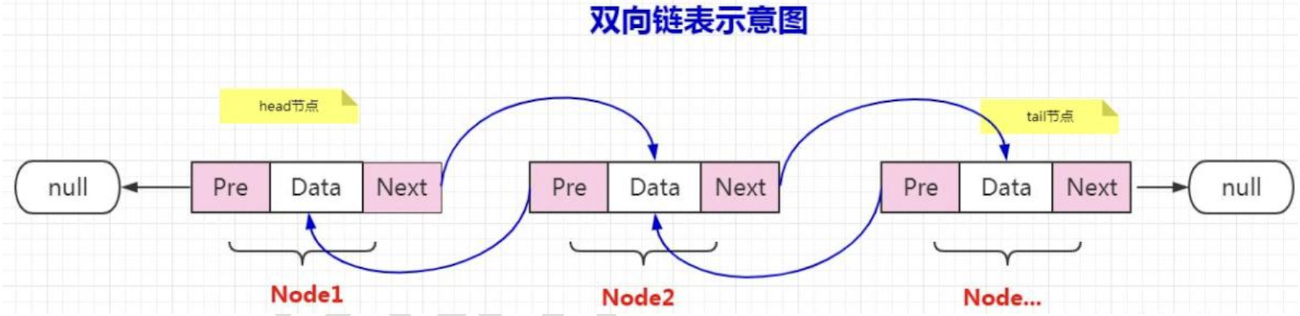 双向链表示意图
head节点
tail节点
null Pre Data Next Pre Data Next Pre Data Next null
Node1 Node2 Node...